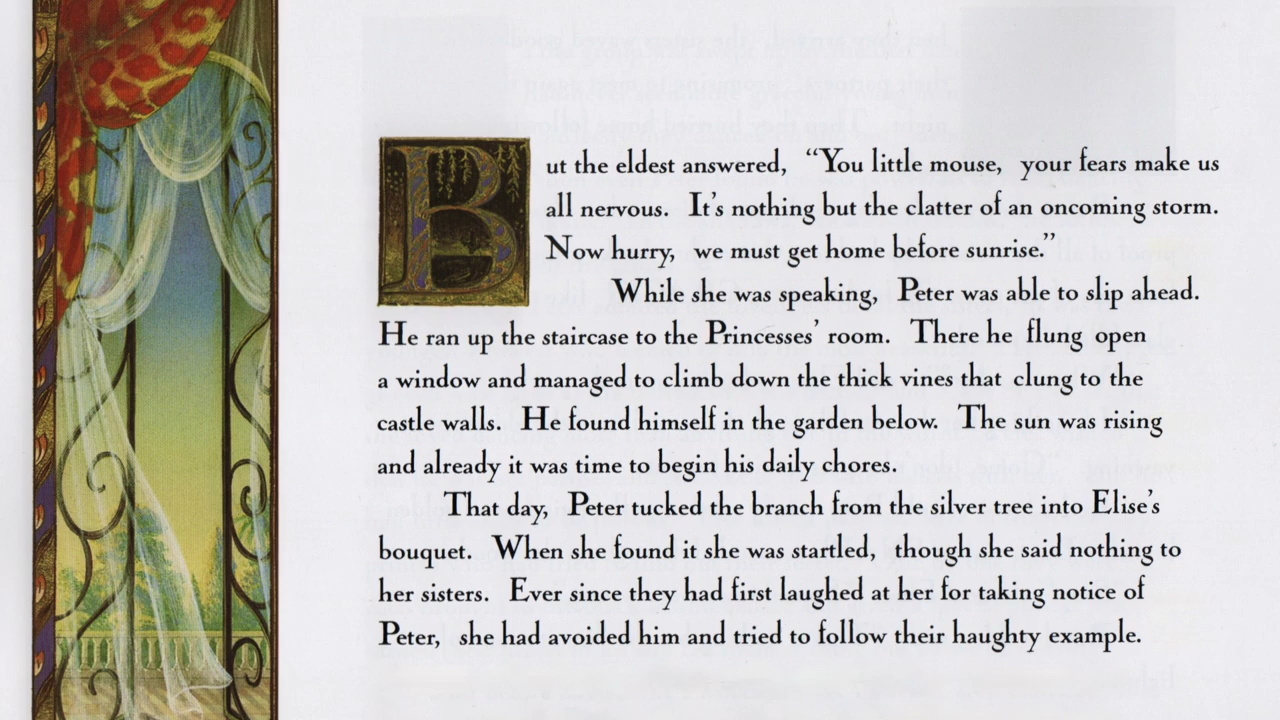 But the eldest answered, “You little mouse, your fears make us
all nervous. It’s nothing but the clatter of an oncoming storm.
Now hurry, we must get home before sunrise.”
While she was speaking, Peter was able to slip ahead.
He ran up the staircase to the Princesses’ room. There he flung open
a window and managed to climb down the thick vines that clung to the
castle walls. He found himself in the garden below. The sun was rising
and already it was time to begin his daily chores.
That day, Peter tucked the branch from the silver tree into Elise’s
bouquet. When she found it she was startled, though she said nothing to
her sisters. Ever since they had first laughed at her for taking notice of
Peter, she had avoided him and tried to follow their haughty example.